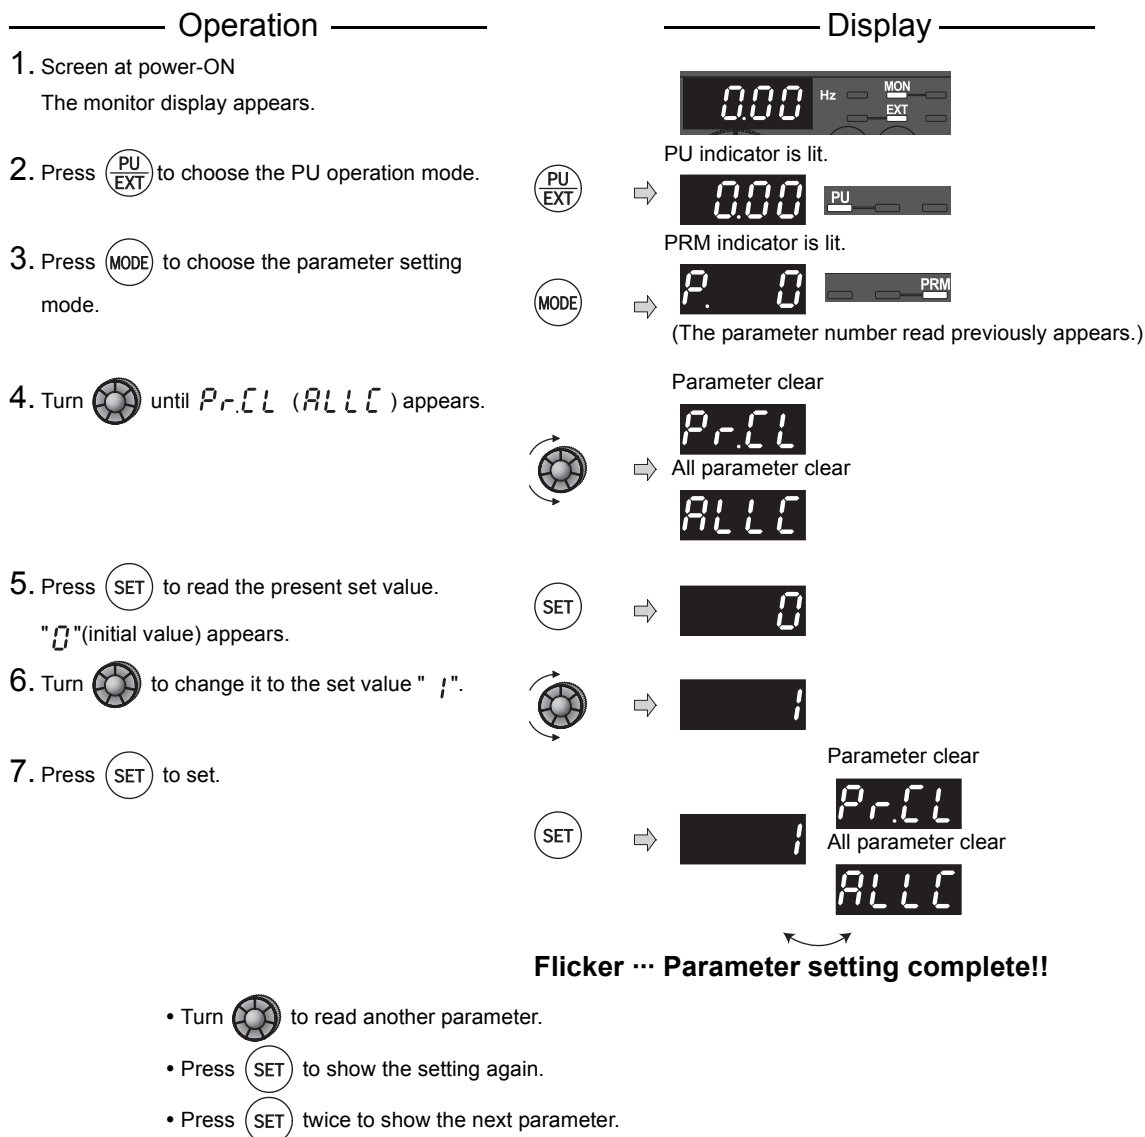 Operation
Display
1. Screen at power-ON
The monitor display appears.
0.00 Hz MON EXT
2. Press PU EXT to choose the PU operation mode.
PU EXT
PU indicator is lit.
0.00 PU
3. Press MODE to choose the parameter setting
mode.
MODE
PRM indicator is lit.
P. 0 PRM
(The parameter number read previously appears.)
4. Turn until Pr.CL (ALLC) appears.
Parameter clear
Pr.CL
All parameter clear
ALLC
5. Press SET to read the present set value.
"0"(initial value) appears.
SET
0
6. Turn to change it to the set value " 1".
1
7. Press SET to set.
SET
1
Parameter clear
Pr.CL
All parameter clear
ALLC
Flicker ··· Parameter setting complete!!
• Turn to read another parameter.
• Press SET to show the setting again.
• Press SET twice to show the next parameter.